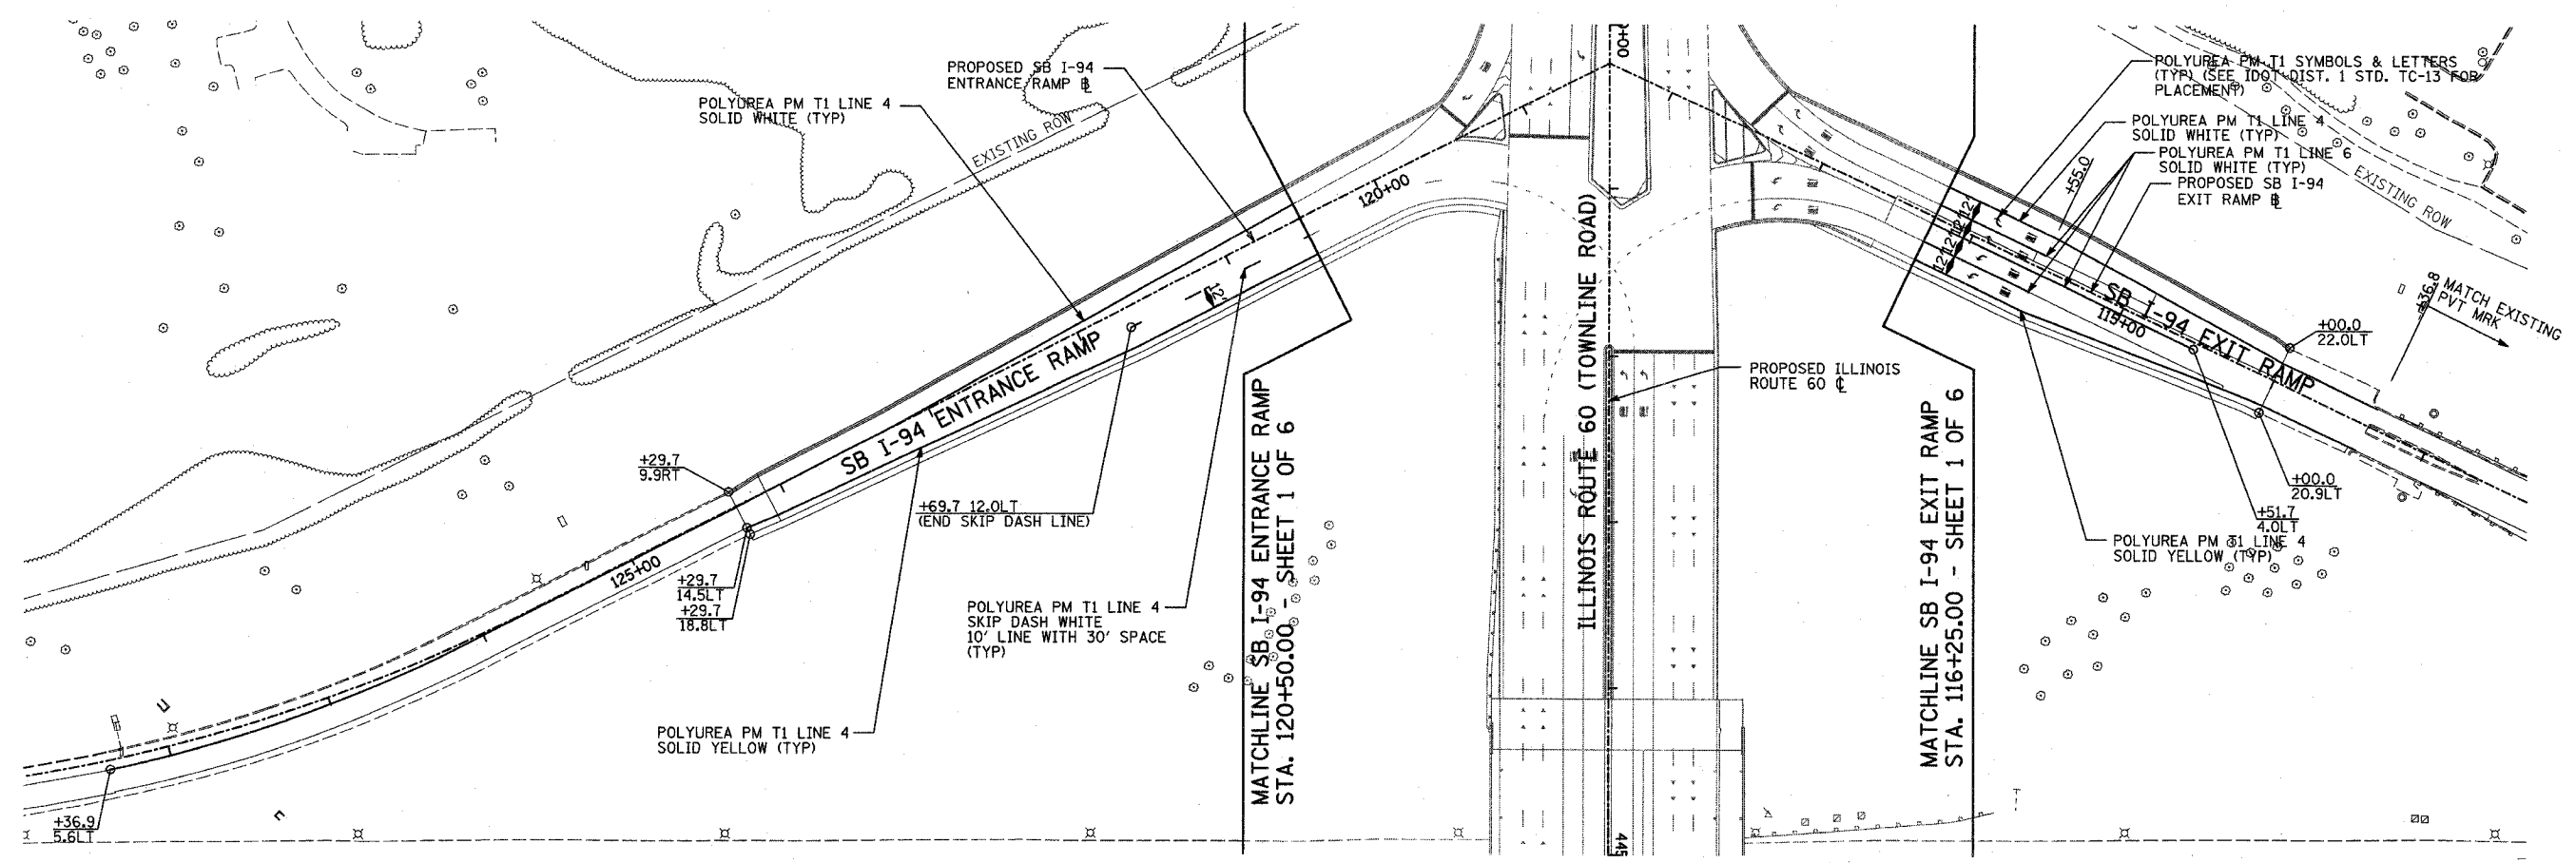 PROPOSED SB I-94
ENTRANCE RAMP ℄
POLYUREA PM T1 LINE 4
SOLID WHITE (TYP)
EXISTING ROW
120+00
SB I-94 ENTRANCE RAMP
12'
+29.7
9.9RT
+69.7 12.0LT
(END SKIP DASH LINE)
125+00
+29.7
14.5LT
+29.7
18.8LT
POLYUREA PM T1 LINE 4
SKIP DASH WHITE
10' LINE WITH 30' SPACE
(TYP)
POLYUREA PM T1 LINE 4
SOLID YELLOW (TYP)
+36.9
5.6LT
MATCHLINE SB I-94 ENTRANCE RAMP
STA. 120+50.00 - SHEET 1 OF 6
+00
ILLINOIS ROUTE 60 (TOWNLINE ROAD)
445
PROPOSED ILLINOIS
ROUTE 60 ℄
MATCHLINE SB I-94 EXIT RAMP
STA. 116+25.00 - SHEET 1 OF 6
POLYUREA PM T1 SYMBOLS & LETTERS
(TYP) (SEE IDOT DIST. 1 STD. TC-13 FOR
PLACEMENT)
POLYUREA PM T1 LINE 4
SOLID WHITE (TYP)
POLYUREA PM T1 LINE 6
SOLID WHITE (TYP)
PROPOSED SB I-94
EXIT RAMP ℄
+55.0
EXISTING ROW
12'
12'
12'
12'
SB I-94 EXIT RAMP
115+00
+36.8 MATCH EXISTING
PVT MRK
+00.0
22.0LT
+00.0
20.9LT
+51.7
4.0LT
POLYUREA PM T1 LINE 4
SOLID YELLOW (TYP)